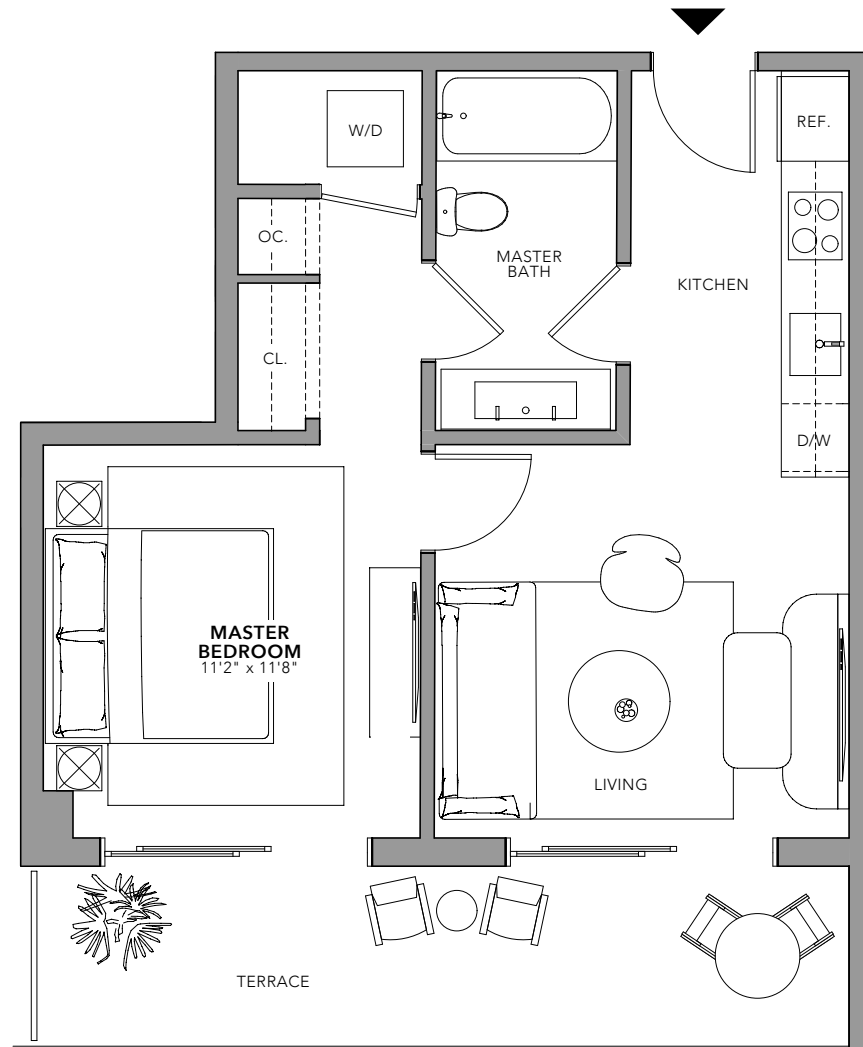 W/D
REF.
OC.
MASTER
BATH
KITCHEN
CL.
D/W
MASTER
BEDROOM
11'2" x 11'8"
LIVING
TERRACE